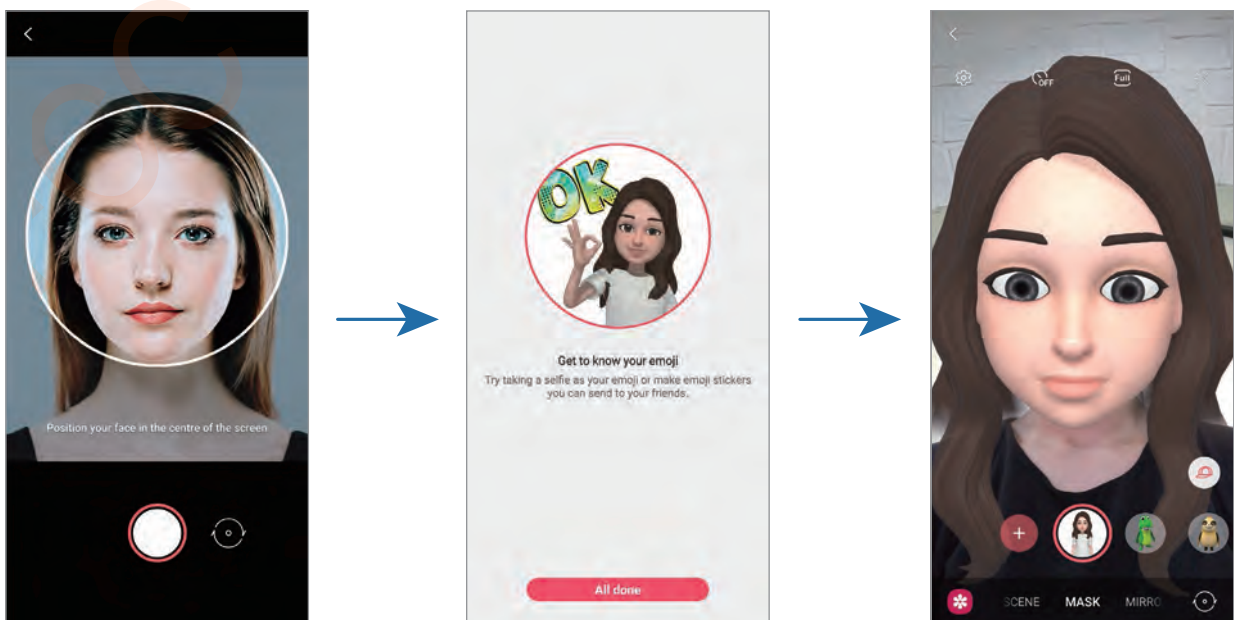 Position your face in the centre of the screen
OK
Get to know your emoji
Try taking a selfie as your emoji or make emoji stickers
you can send to your friends.
All done
OFF
Full
SCENE MASK MIRRO